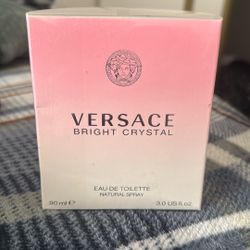 VERSACE
BRIGHT CRYSTAL
EAU DE TOILETTE
NATURAL SPRAY
90 ml ℮ 3.0 US fl.oz.